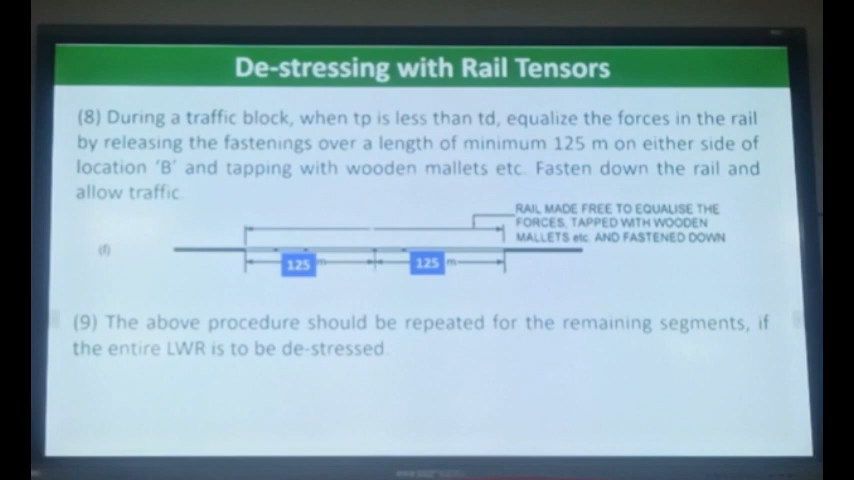 De-stressing with Rail Tensors
(8) During a traffic block, when tp is less than td, equalize the forces in the rail
by releasing the fastenings over a length of minimum 125 m on either side of
location 'B' and tapping with wooden mallets etc. Fasten down the rail and
allow traffic
RAIL MADE FREE TO EQUALISE THE
FORCES, TAPPED WITH WOODEN
MALLETS etc. AND FASTENED DOWN
(f)
125 m 125 m
(9) The above procedure should be repeated for the remaining segments, if
the entire LWR is to be de-stressed.